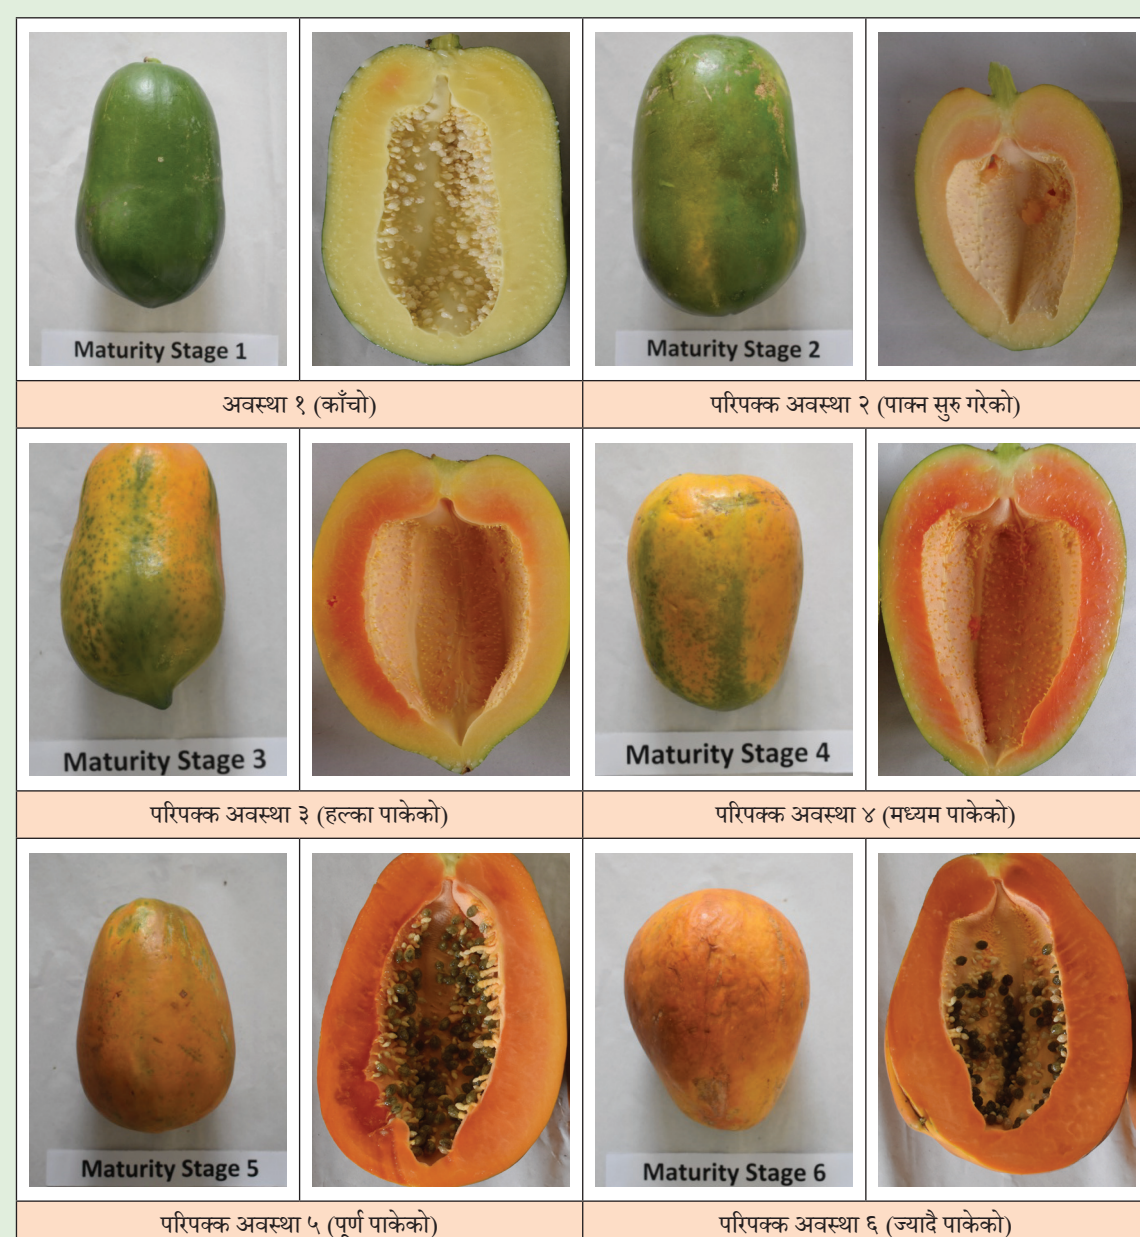 Maturity Stage 1
Maturity Stage 2
अवस्था १ (काँचो)
परिपक्क अवस्था २ (पाक्न सुरु गरेको)
Maturity Stage 3
Maturity Stage 4
परिपक्क अवस्था ३ (हल्का पाकेको)
परिपक्क अवस्था ४ (मध्यम पाकेको)
Maturity Stage 5
Maturity Stage 6
परिपक्क अवस्था ५ (पूर्ण पाकेको)
परिपक्क अवस्था ६ (ज्यादै पाकेको)